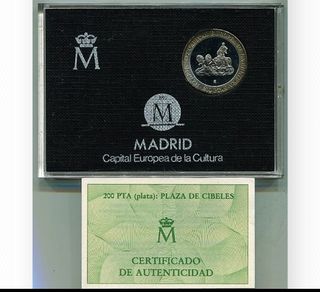 M
M
MADRID
Capital Europea de la Cultura
200 PTA (plata): PLAZA DE CIBELES
M
CERTIFICADO
DE AUTENTICIDAD